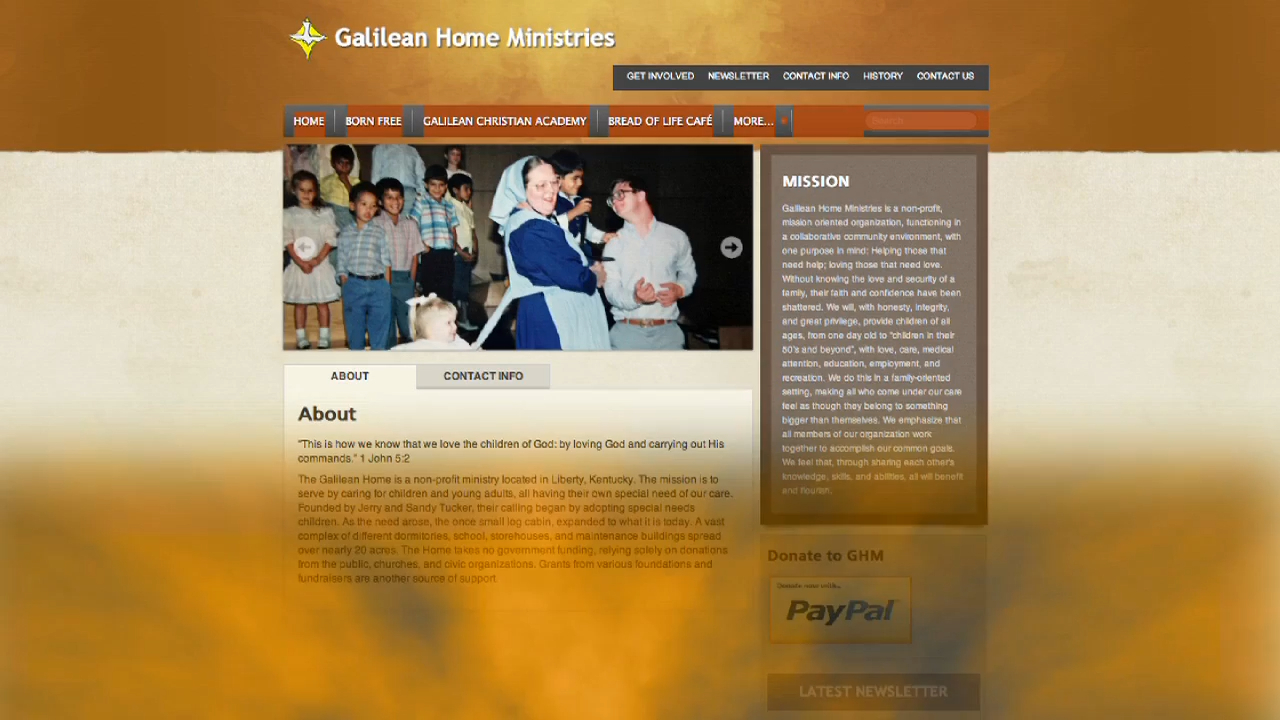 Galilean Home Ministries
GET INVOLVED NEWSLETTER CONTACT INFO HISTORY CONTACT US
HOME BORN FREE GALILEAN CHRISTIAN ACADEMY BREAD OF LIFE CAFÉ MORE... Search...
MISSION
Galilean Home Ministries is a non-profit,
mission oriented organization, functioning in
a collaborative community environment, with
one purpose in mind: Helping those that
need help; loving those that need love.
Without knowing the love and security of a
family, their faith and confidence have been
shattered. We will, with honesty, integrity,
and great privilege, provide children of all
ages, from one day old to "children in their
50's and beyond", with love, care, medical
attention, education, employment, and
recreation. We do this in a family-oriented
setting, making all who come under our care
feel as though they belong to something
bigger than themselves. We emphasize that
all members of our organization work
together to accomplish our common goals.
We feel that, through sharing each other's
knowledge, skills, and abilities, all will benefit
and flourish.
ABOUT CONTACT INFO
About
"This is how we know that we love the children of God: by loving God and carrying out His
commands." 1 John 5:2
The Galilean Home is a non-profit ministry located in Liberty, Kentucky. The mission is to
serve by caring for children and young adults, all having their own special need of our care.
Founded by Jerry and Sandy Tucker, their calling began by adopting special needs
children. As the need arose, the once small log cabin, expanded to what it is today. A vast
complex of different dormitories, school, storehouses, and maintenance buildings spread
over nearly 20 acres. The Home takes no government funding, relying solely on donations
from the public, churches, and civic organizations. Grants from various foundations and
fundraisers are another source of support.
Donate to GHM
Donate now with...
PayPal
LATEST NEWSLETTER